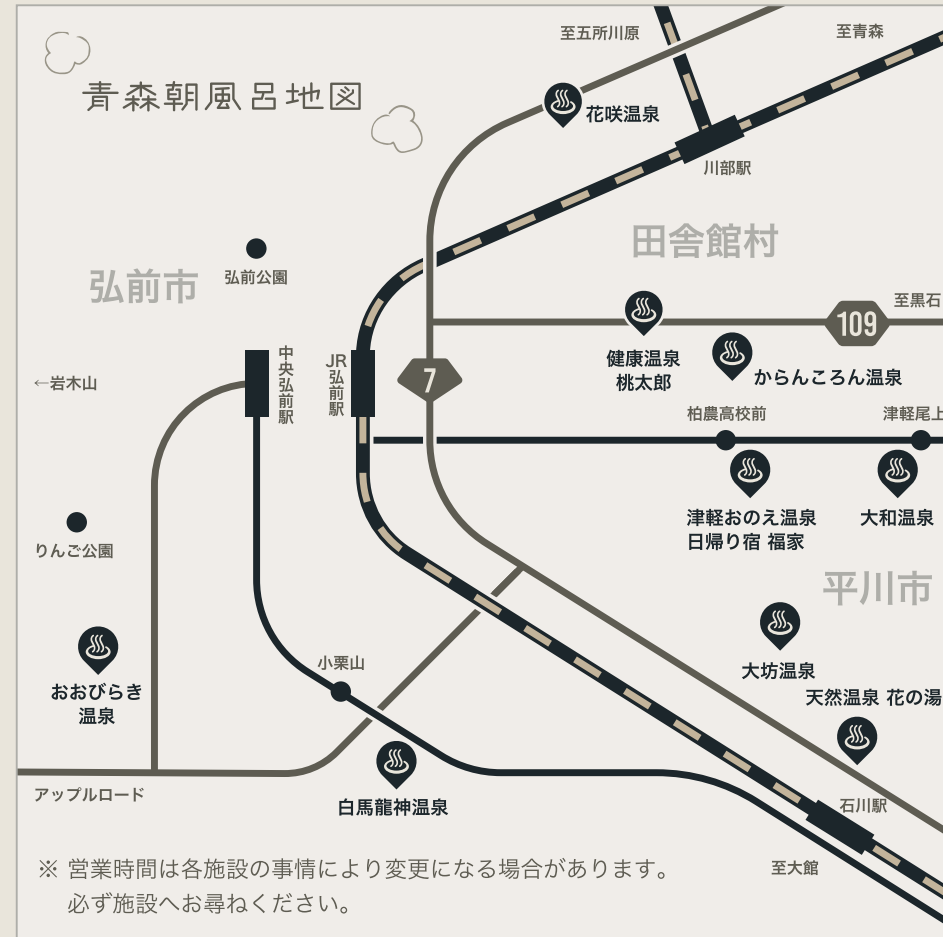 至五所川原
至青森
青森朝風呂地図
花咲温泉
川部駅
田舎館村
弘前公園
弘前市
至黒石
109
健康温泉
桃太郎
からんころん温泉
←岩木山
中央弘前駅
JR弘前駅
7
柏農高校前
津軽尾上
津軽おのえ温泉
日帰り宿 福家
大和温泉
りんご公園
平川市
小栗山
大坊温泉
おおびらき
温泉
天然温泉 花の湯
アップルロード
白馬龍神温泉
石川駅
至大館
※ 営業時間は各施設の事情により変更になる場合があります。
必ず施設へお尋ねください。